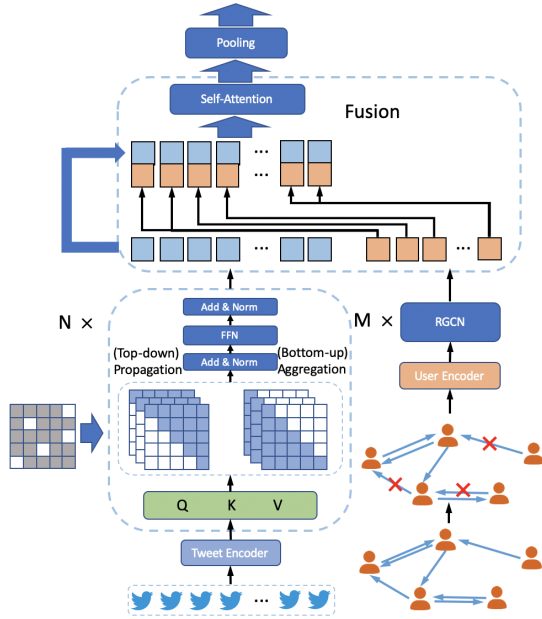 Pooling
Self-Attention
Fusion
...
...
...
...
N ×
Add & Norm
FFN
Add & Norm
(Top-down)
Propagation
(Bottom-up)
Aggregation
M ×
RGCN
User Encoder
Q K V
Tweet Encoder
...